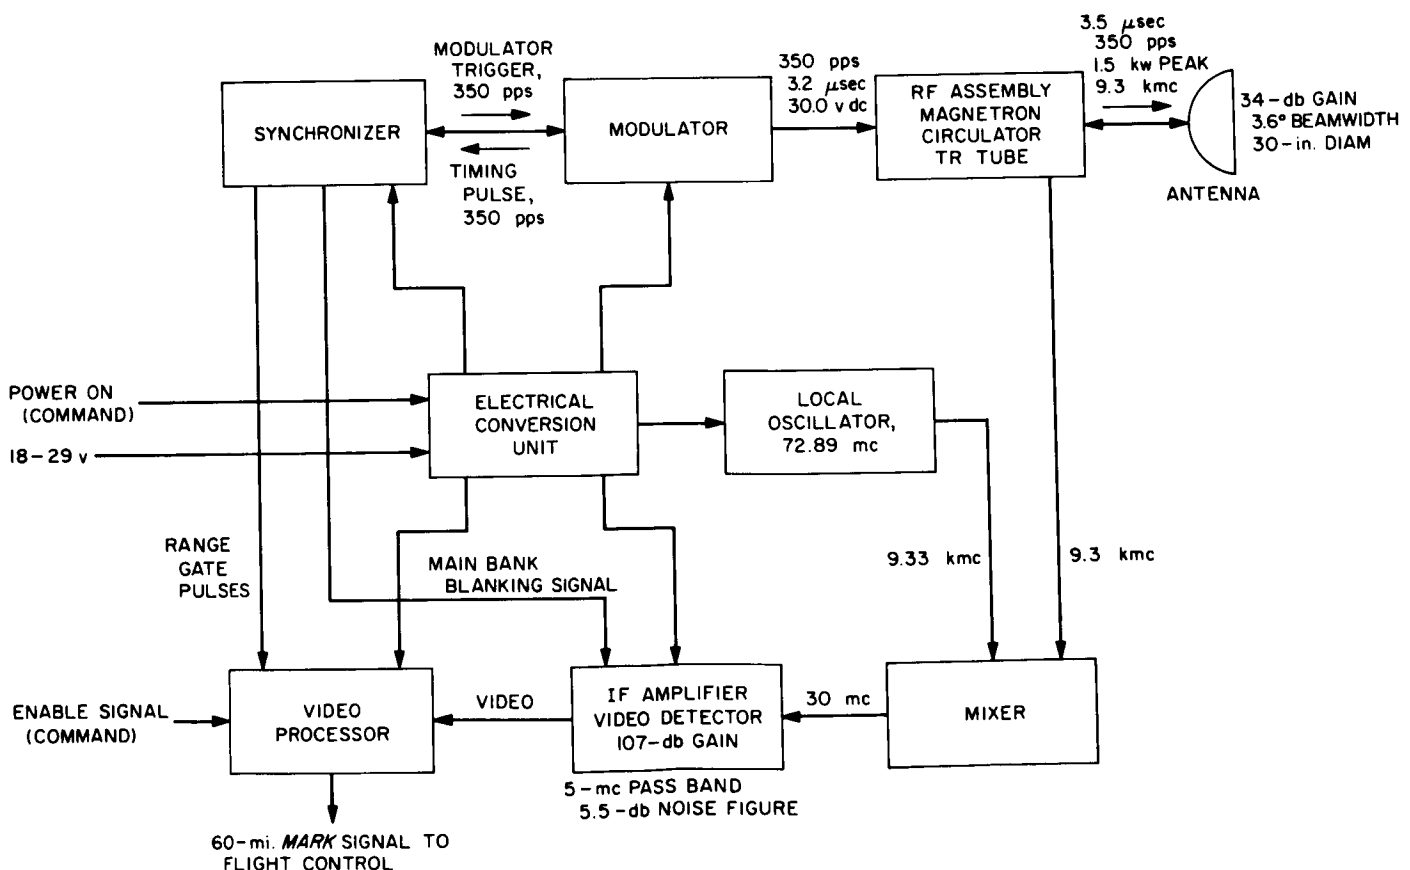 MODULATOR
TRIGGER,
350 pps
SYNCHRONIZER
TIMING
PULSE,
350 pps
MODULATOR
350 pps
3.2 μsec
30.0 v dc
RF ASSEMBLY
MAGNETRON
CIRCULATOR
TR TUBE
3.5 μsec
350 pps
1.5 kw PEAK
9.3 kmc
34-db GAIN
3.6° BEAMWIDTH
30-in. DIAM
ANTENNA
POWER ON
(COMMAND)
18-29 v
ELECTRICAL
CONVERSION
UNIT
LOCAL
OSCILLATOR,
72.89 mc
RANGE
GATE
PULSES
MAIN BANK
BLANKING SIGNAL
9.33 kmc
9.3 kmc
ENABLE SIGNAL
(COMMAND)
VIDEO
PROCESSOR
VIDEO
IF AMPLIFIER
VIDEO DETECTOR
107-db GAIN
30 mc
MIXER
5-mc PASS BAND
5.5-db NOISE FIGURE
60-mi. MARK SIGNAL TO
FLIGHT CONTROL